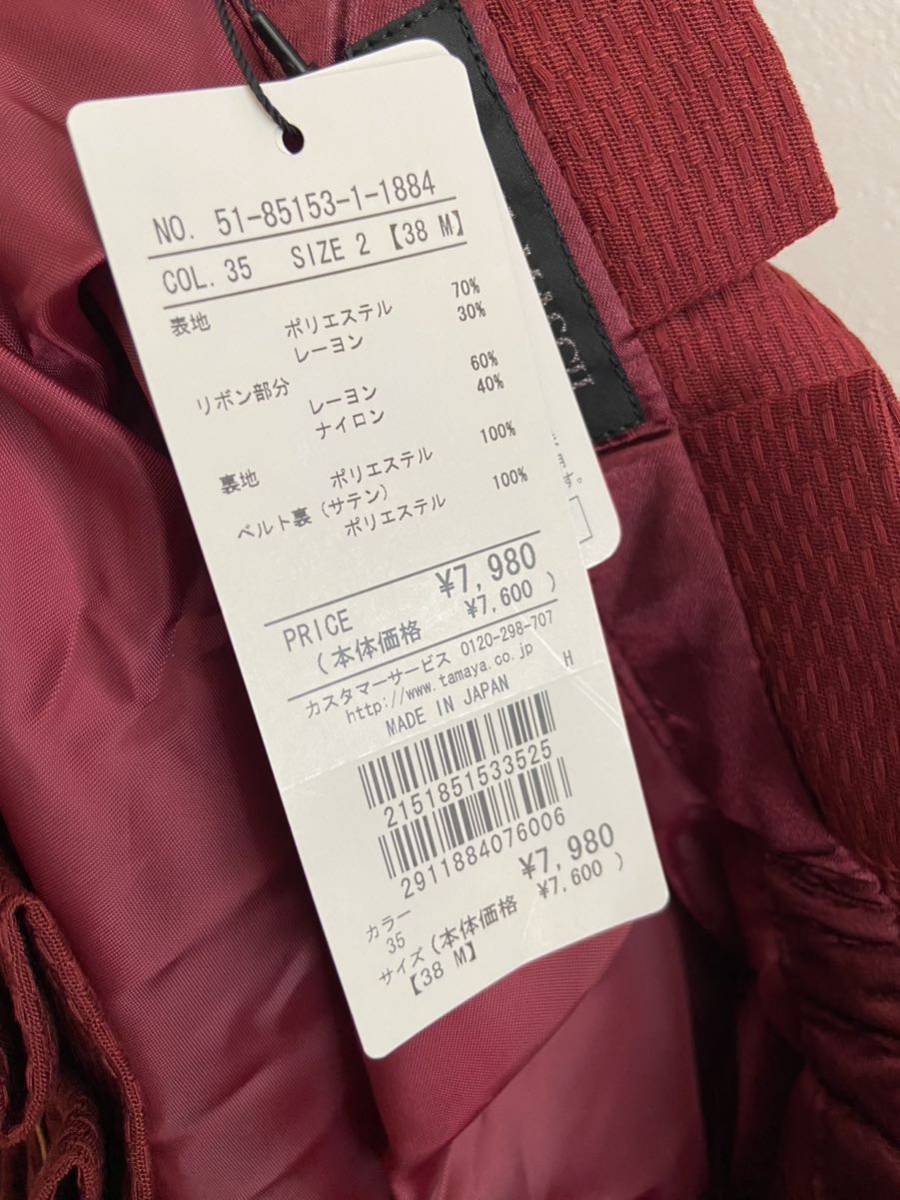 NO. 51-85153-1-1884
COL. 35 SIZE 2 【38 M】
表地 ポリエステル 70%
レーヨン 30%
リボン部分 レーヨン 60%
ナイロン 40%
裏地 ポリエステル 100%
ベルト裏(サテン) ポリエステル 100%
PRICE ¥7,980
(本体価格 ¥7,600 )
カスタマーサービス 0120-298-707
http://www.tamaya.co.jp
MADE IN JAPAN H
2151851533525
2911884076006
¥7,980
カラー 35 (本体価格 ¥7,600 )
サイズ 【38 M】
す。